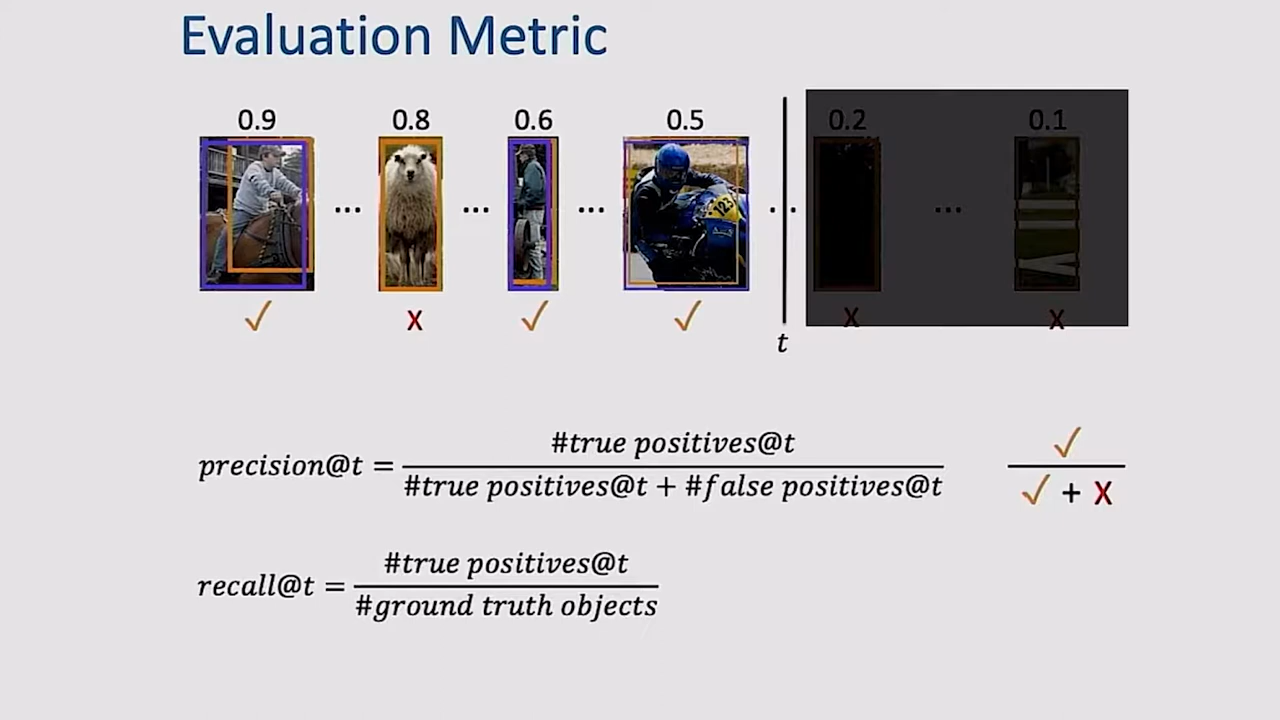 Evaluation Metric
0.9 0.8 0.6 0.5 0.2 0.1
... ... ... ... ...
123
✓ x ✓ ✓ x x
t
precision@t = #true positives@t / #true positives@t + #false positives@t
✓ / ✓ + x
recall@t = #true positives@t / #ground truth objects